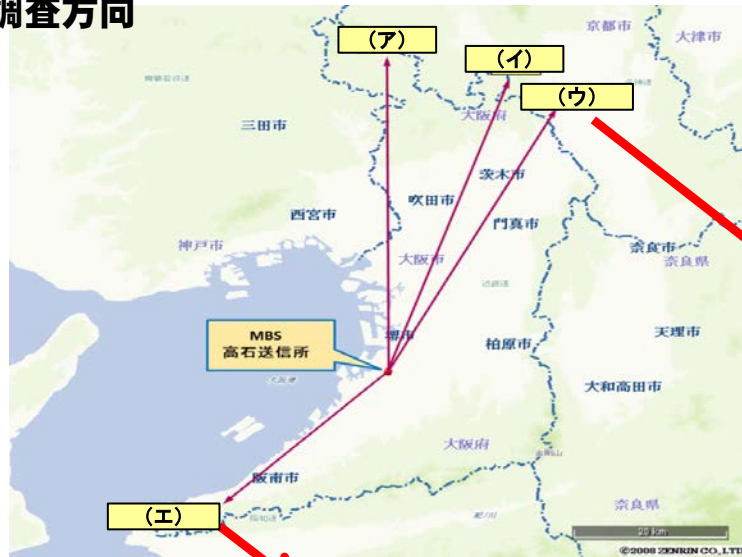 調査方向
(ア)
(イ)
(ウ)
京都市
大津市
三田市
大阪府
茨木市
吹田市
西宮市
門真市
神戸市
大阪市
奈良市
奈良県
近畿道
MBS
高石送信所
堺市
柏原市
天理市
大和高田市
大阪府
阪南市
(エ)
奈良県
20 km
©2008 ZENRIN CO., LTD